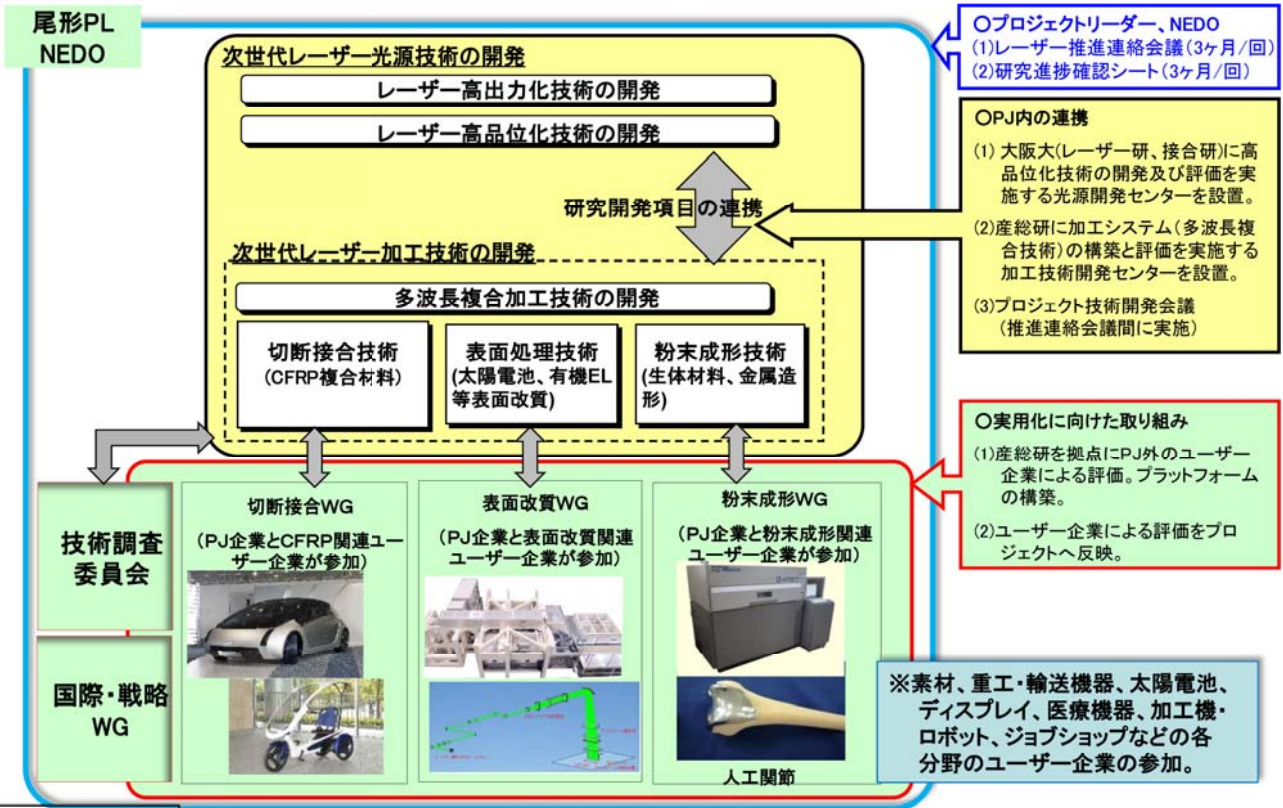 尾形PL
NEDO
次世代レーザー光源技術の開発
レーザー高出力化技術の開発
レーザー高品位化技術の開発
研究開発項目の連携
次世代レーザー加工技術の開発
多波長複合加工技術の開発
切断接合技術
(CFRP複合材料)
表面処理技術
(太陽電池、有機EL
等表面改質)
粉末成形技術
(生体材料、金属造
形)
技術調査
委員会
国際・戦略
WG
切断接合WG
(PJ企業とCFRP関連ユー
ザー企業が参加)
表面改質WG
(PJ企業と表面改質関連
ユーザー企業が参加)
粉末成形WG
(PJ企業と粉末成形関連
ユーザー企業が参加)
人工関節
○プロジェクトリーダー、NEDO
(1)レーザー推進連絡会議(3ヶ月/回)
(2)研究進捗確認シート(3ヶ月/回)
○PJ内の連携
(1) 大阪大(レーザー研、接合研)に高
品位化技術の開発及び評価を実
施する光源開発センターを設置。
(2)産総研に加工システム(多波長複
合技術)の構築と評価を実施する
加工技術開発センターを設置。
(3)プロジェクト技術開発会議
(推進連絡会議間に実施)
○実用化に向けた取り組み
(1)産総研を拠点にPJ外のユーザー
企業による評価。プラットフォーム
の構築。
(2)ユーザー企業による評価をプロ
ジェクトへ反映。
※素材、重工・輸送機器、太陽電池、
ディスプレイ、医療機器、加工機・
ロボット、ジョブショップなどの各
分野のユーザー企業の参加。